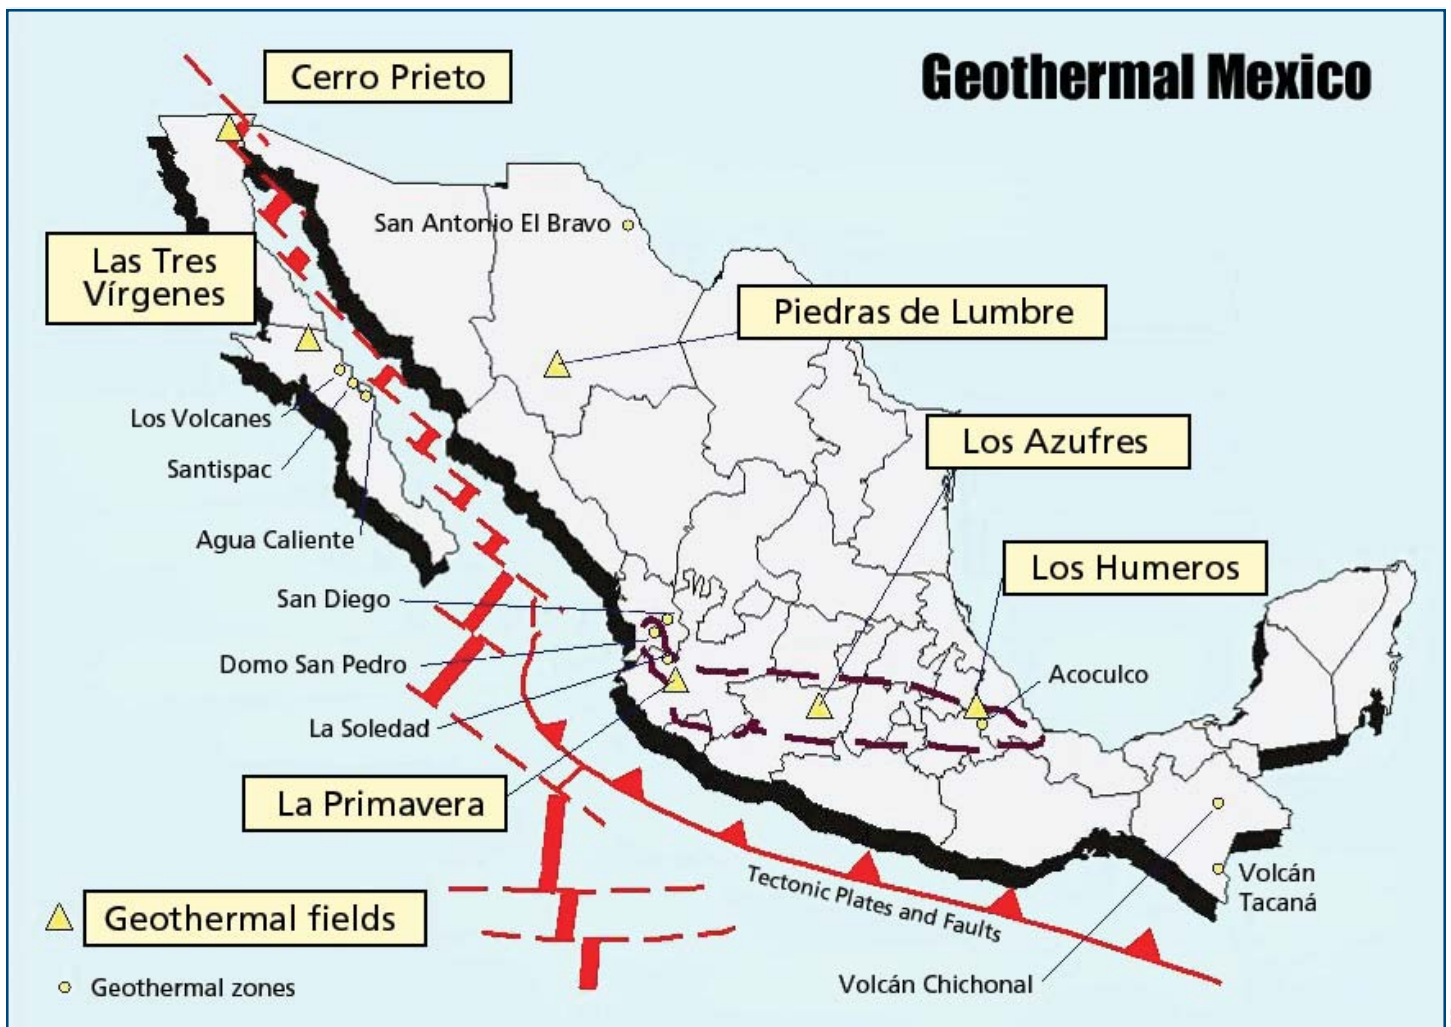 Geothermal Mexico
Cerro Prieto
San Antonio El Bravo
Las Tres
Vírgenes
Piedras de Lumbre
Los Volcanes
Los Azufres
Santispac
Agua Caliente
Los Humeros
San Diego
Domo San Pedro
Acoculco
La Soledad
La Primavera
Tectonic Plates and Faults
Volcán
Tacaná
Geothermal fields
Volcán Chichonal
Geothermal zones